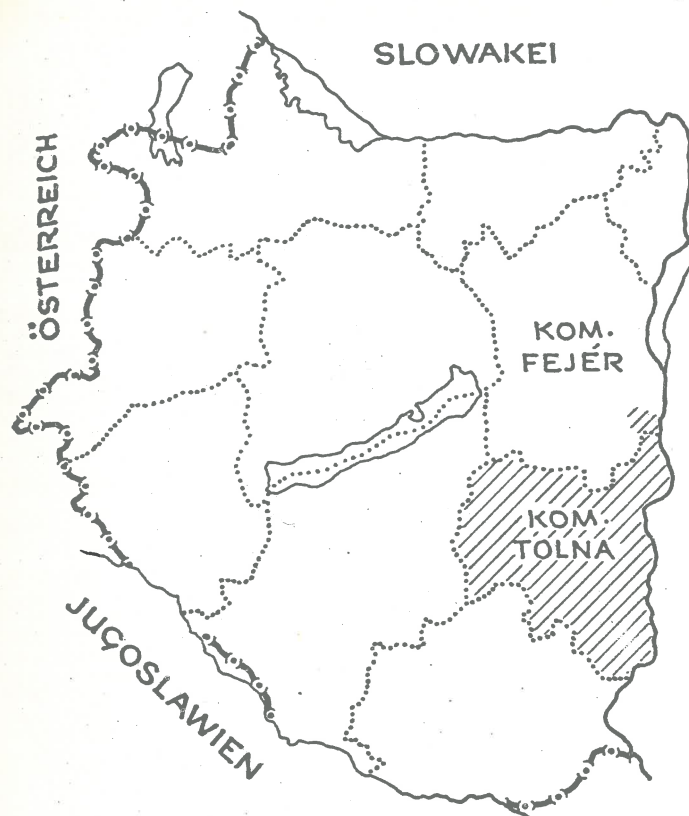 SLOWAKEI
ÖSTERREICH
KOM.
FEJÉR
KOM.
TOLNA
JUGOSLAWIEN